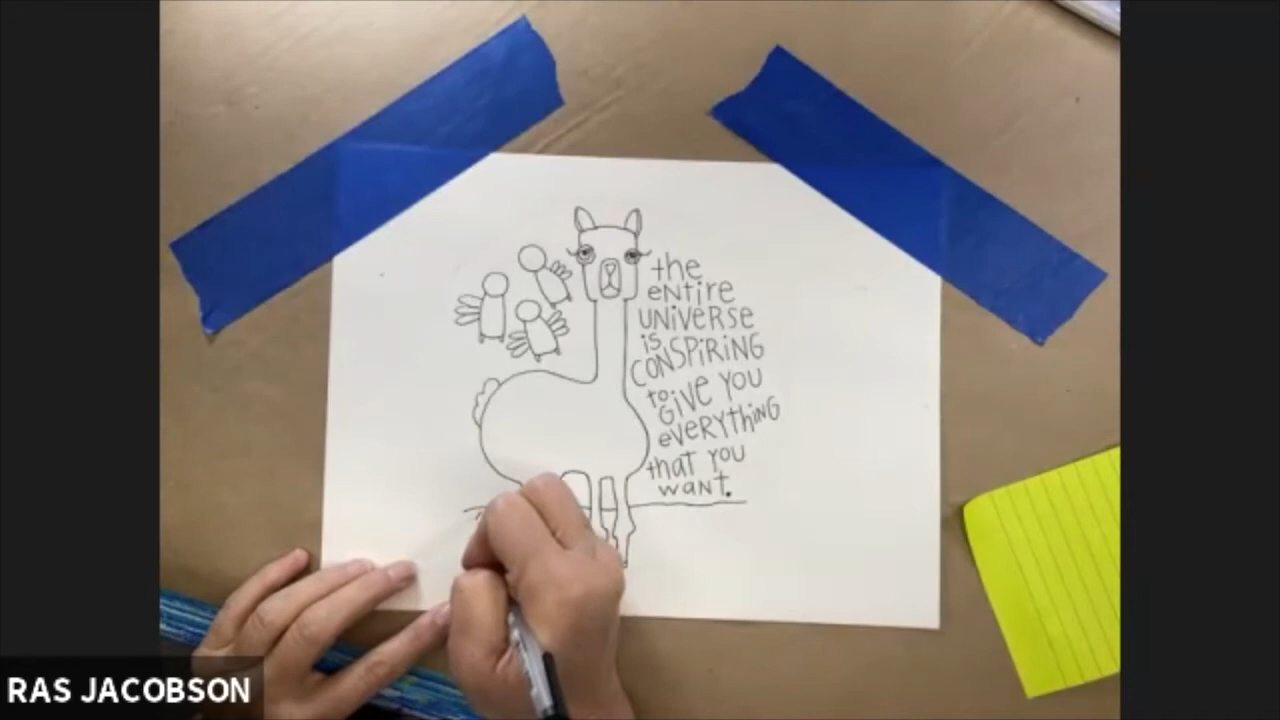 the
eNtire
UNiVERSE
is
CONSPiRiNG
to
GiVE YOU
eVERYthiNG
that YOU
waNt.
RAS JACOBSON